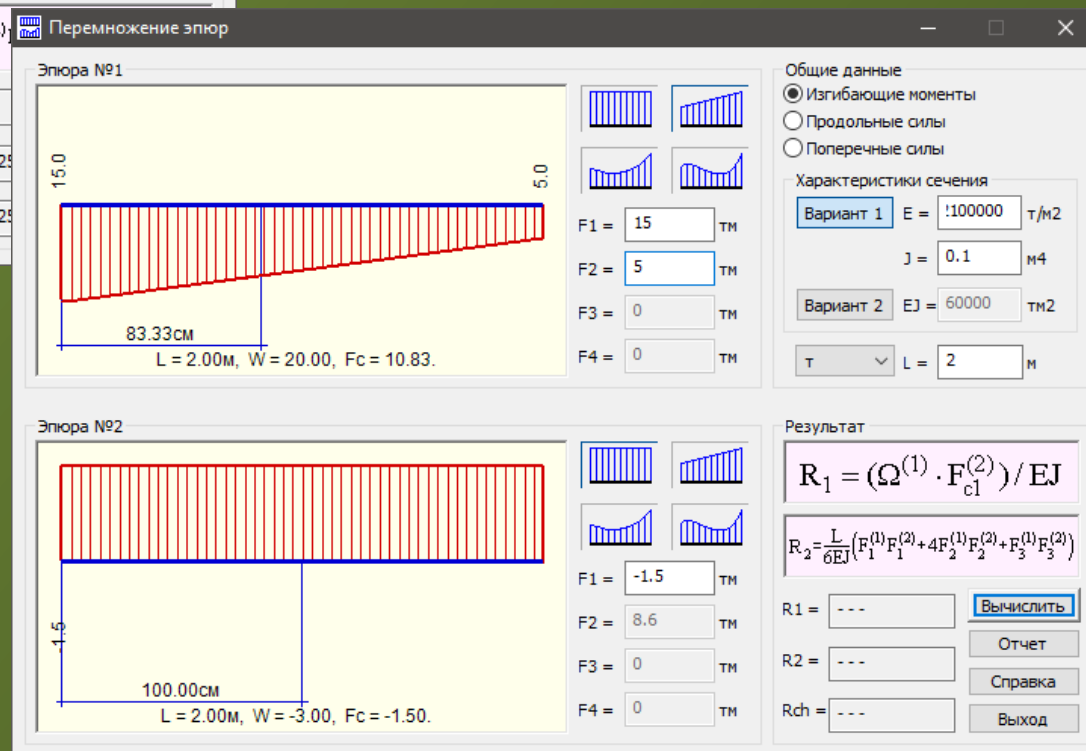 Перемножение эпюр
Эпюра №1
15.0
5.0
83.33см
L = 2.00м, W = 20.00, Fc = 10.83.
F1 = 15 тм
F2 = 5 тм
F3 = 0 тм
F4 = 0 тм
Общие данные
Изгибающие моменты
Продольные силы
Поперечные силы
Характеристики сечения
Вариант 1 E = !100000 т/м2
J = 0.1 м4
Вариант 2 EJ = 60000 тм2
т L = 2 м
Эпюра №2
-1.5
100.00см
L = 2.00м, W = -3.00, Fc = -1.50.
F1 = -1.5 тм
F2 = 8.6 тм
F3 = 0 тм
F4 = 0 тм
Результат
R₁ = (Ω⁽¹⁾ · F_c1⁽²⁾) / EJ
R₂ = L/6EJ (F₁⁽¹⁾F₁⁽²⁾+4F₂⁽¹⁾F₂⁽²⁾+F₃⁽¹⁾F₃⁽²⁾)
R1 = - - - Вычислить
Отчет
R2 = - - -
Справка
Rch = - - - Выход